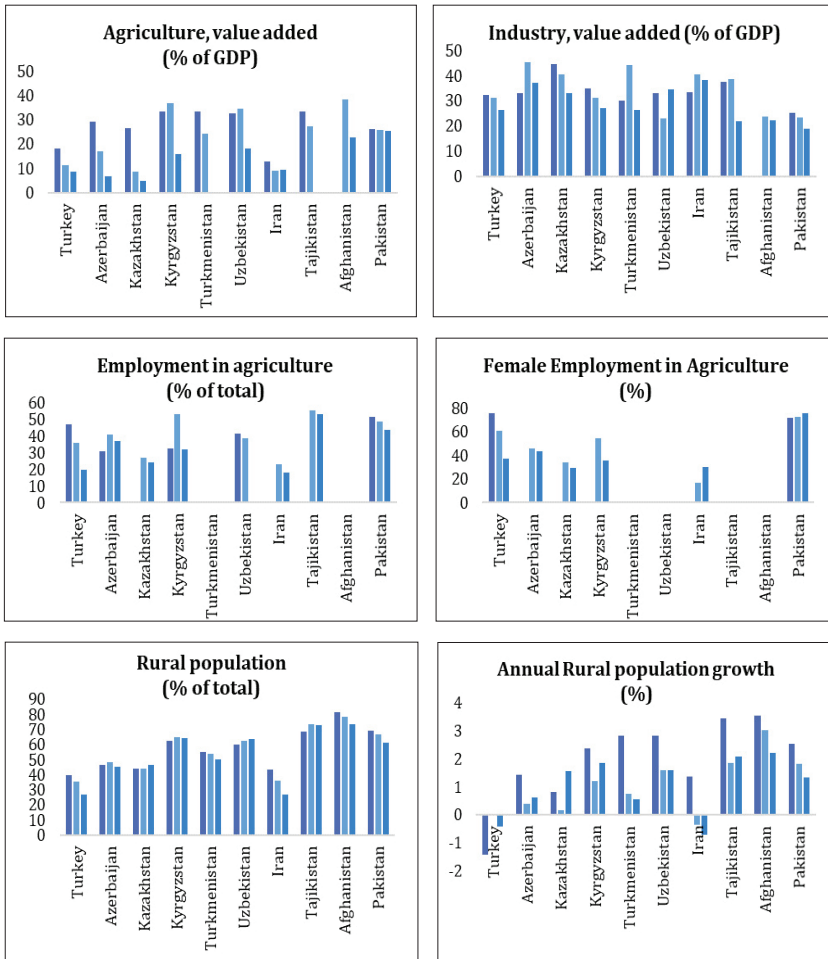 Agriculture, value added
(% of GDP)
50
40
30
20
10
0
Turkey
Azerbaijan
Kazakhstan
Kyrgyzstan
Turkmenistan
Uzbekistan
Iran
Tajikistan
Afghanistan
Pakistan
Industry, value added (% of GDP)
50
40
30
20
10
0
Turkey
Azerbaijan
Kazakhstan
Kyrgyzstan
Turkmenistan
Uzbekistan
Iran
Tajikistan
Afghanistan
Pakistan
Employment in agriculture
(% of total)
60
50
40
30
20
10
0
Turkey
Azerbaijan
Kazakhstan
Kyrgyzstan
Turkmenistan
Uzbekistan
Iran
Tajikistan
Afghanistan
Pakistan
Female Employment in Agriculture
(%)
80
60
40
20
0
Turkey
Azerbaijan
Kazakhstan
Kyrgyzstan
Turkmenistan
Uzbekistan
Iran
Tajikistan
Afghanistan
Pakistan
Rural population
(% of total)
90
80
70
60
50
40
30
20
10
0
Turkey
Azerbaijan
Kazakhstan
Kyrgyzstan
Turkmenistan
Uzbekistan
Iran
Tajikistan
Afghanistan
Pakistan
Annual Rural population growth
(%)
4
3
2
1
0
-1
-2
Turkey
Azerbaijan
Kazakhstan
Kyrgyzstan
Turkmenistan
Uzbekistan
Iran
Tajikistan
Afghanistan
Pakistan